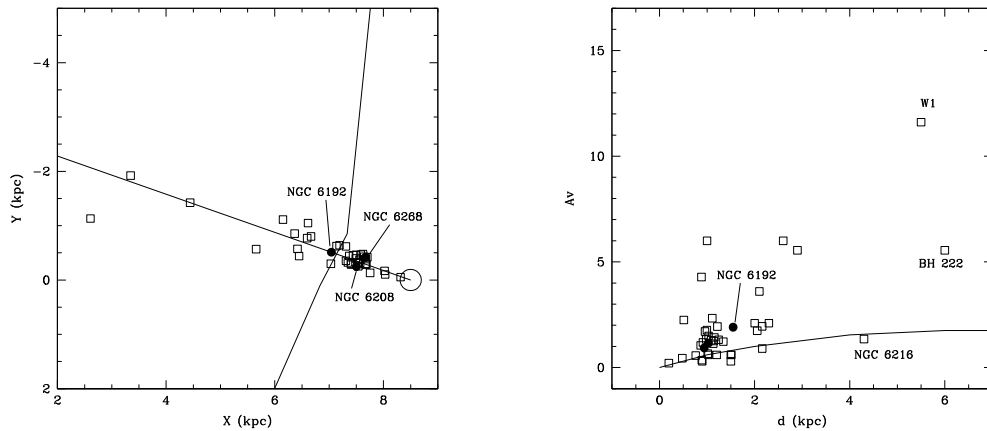 -4
-2
0
2
Y (kpc)
NGC 6192
NGC 6268
NGC 6208
2 4 6 8
X (kpc)
15
10
5
0
Av
W1
BH 222
NGC 6192
NGC 6216
0 2 4 6
d (kpc)